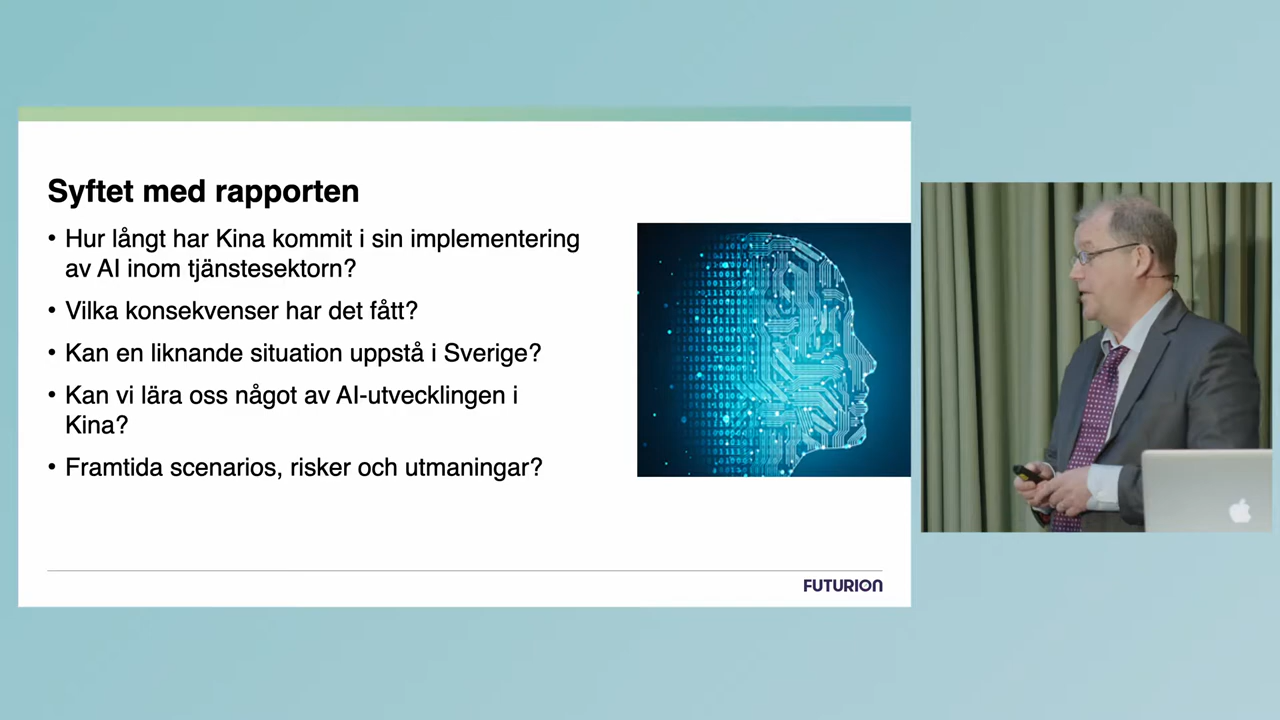 Syftet med rapporten
• Hur långt har Kina kommit i sin implementering
av AI inom tjänstesektorn?
• Vilka konsekvenser har det fått?
• Kan en liknande situation uppstå i Sverige?
• Kan vi lära oss något av AI-utvecklingen i
Kina?
• Framtida scenarios, risker och utmaningar?
FUTURION